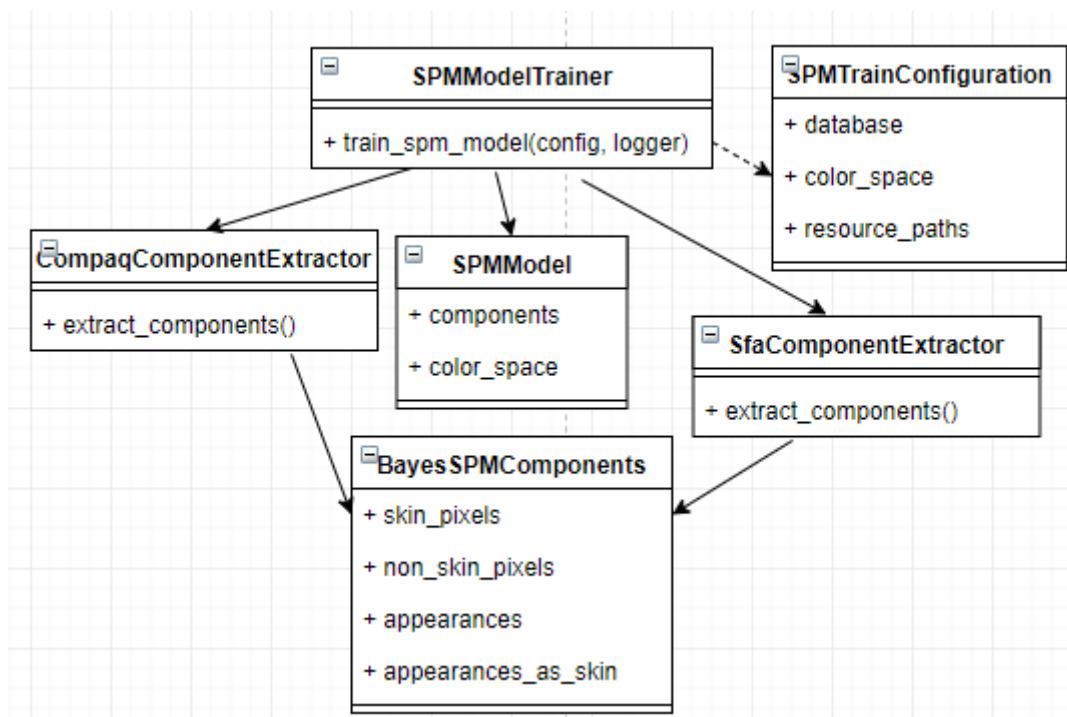 SPMModelTrainer
+ train_spm_model(config, logger)
SPMTrainConfiguration
+ database
+ color_space
+ resource_paths
CompaqComponentExtractor
+ extract_components()
SPMModel
+ components
+ color_space
SfaComponentExtractor
+ extract_components()
BayesSPMComponents
+ skin_pixels
+ non_skin_pixels
+ appearances
+ appearances_as_skin